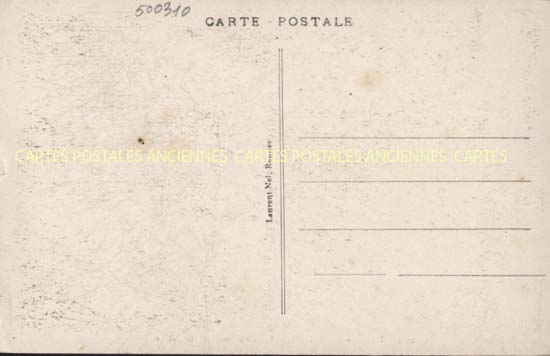 500310
CARTE POSTALE
CARTES POSTALES ANCIENNES CARTES POSTALES ANCIENNES CARTES
Laurent-Nel, Rennes